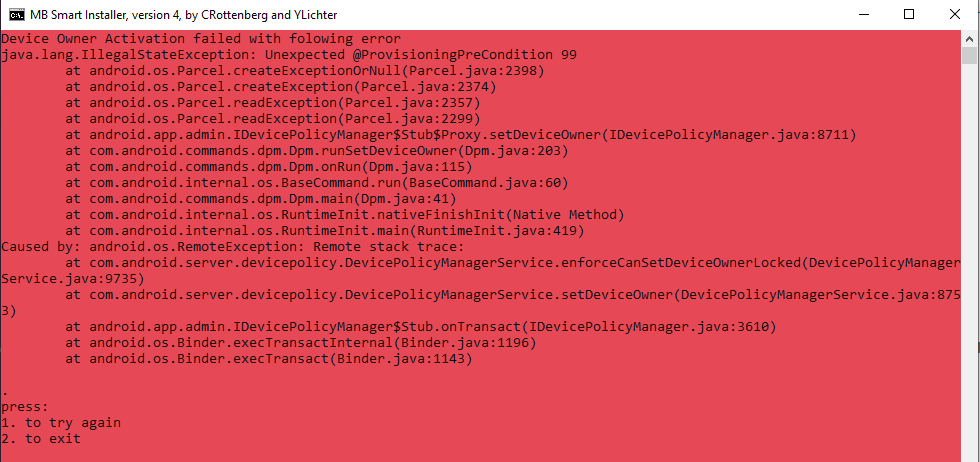 MB Smart Installer, version 4, by CRottenberg and YLichter
Device Owner Activation failed with folowing error
java.lang.IllegalStateException: Unexpected @ProvisioningPreCondition 99
at android.os.Parcel.createExceptionOrNull(Parcel.java:2398)
at android.os.Parcel.createException(Parcel.java:2374)
at android.os.Parcel.readException(Parcel.java:2357)
at android.os.Parcel.readException(Parcel.java:2299)
at android.app.admin.IDevicePolicyManager$Stub$Proxy.setDeviceOwner(IDevicePolicyManager.java:8711)
at com.android.commands.dpm.Dpm.runSetDeviceOwner(Dpm.java:203)
at com.android.commands.dpm.Dpm.onRun(Dpm.java:115)
at com.android.internal.os.BaseCommand.run(BaseCommand.java:60)
at com.android.commands.dpm.Dpm.main(Dpm.java:41)
at com.android.internal.os.RuntimeInit.nativeFinishInit(Native Method)
at com.android.internal.os.RuntimeInit.main(RuntimeInit.java:419)
Caused by: android.os.RemoteException: Remote stack trace:
at com.android.server.devicepolicy.DevicePolicyManagerService.enforceCanSetDeviceOwnerLocked(DevicePolicyManager
Service.java:9735)
at com.android.server.devicepolicy.DevicePolicyManagerService.setDeviceOwner(DevicePolicyManagerService.java:875
3)
at android.app.admin.IDevicePolicyManager$Stub.onTransact(IDevicePolicyManager.java:3610)
at android.os.Binder.execTransactInternal(Binder.java:1196)
at android.os.Binder.execTransact(Binder.java:1143)
.
press:
1. to try again
2. to exit